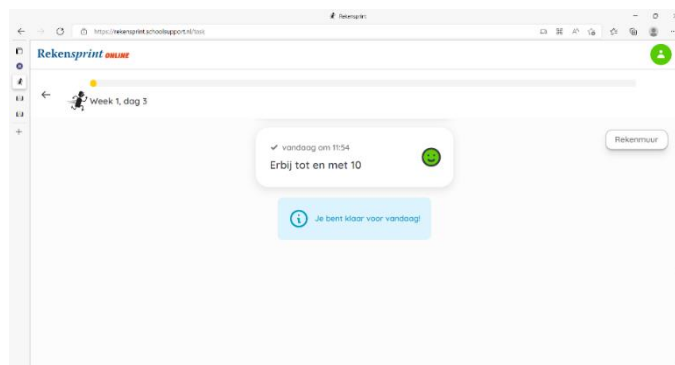 Rekensprint
https://rekensprint.schoolsupport.nl/task
Rekensprint ONLINE
Week 1, dag 3
vandaag om 11:54
Erbij tot en met 10
Rekenmuur
Je bent klaar voor vandaag!